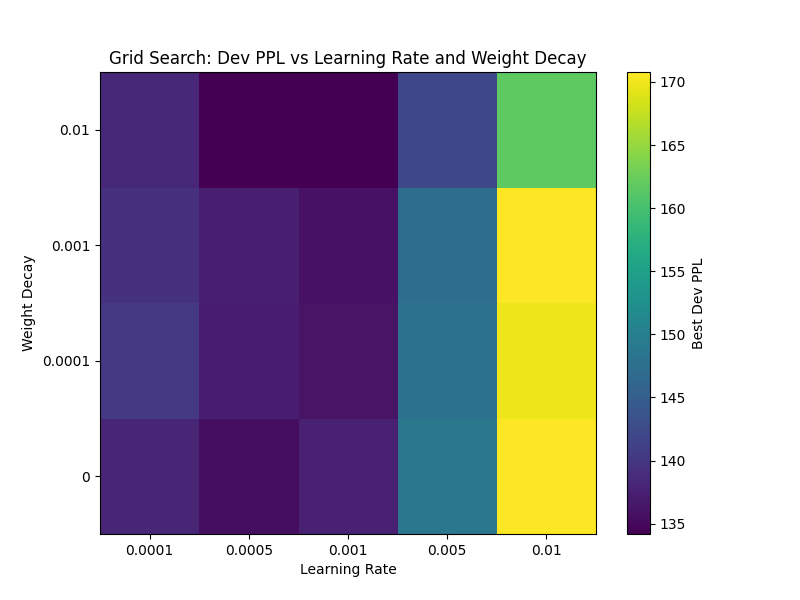 Grid Search: Dev PPL vs Learning Rate and Weight Decay
Weight Decay
0.01
0.001
0.0001
0
0.0001 0.0005 0.001 0.005 0.01
Learning Rate
170
165
160
155
150
145
140
135
Best Dev PPL